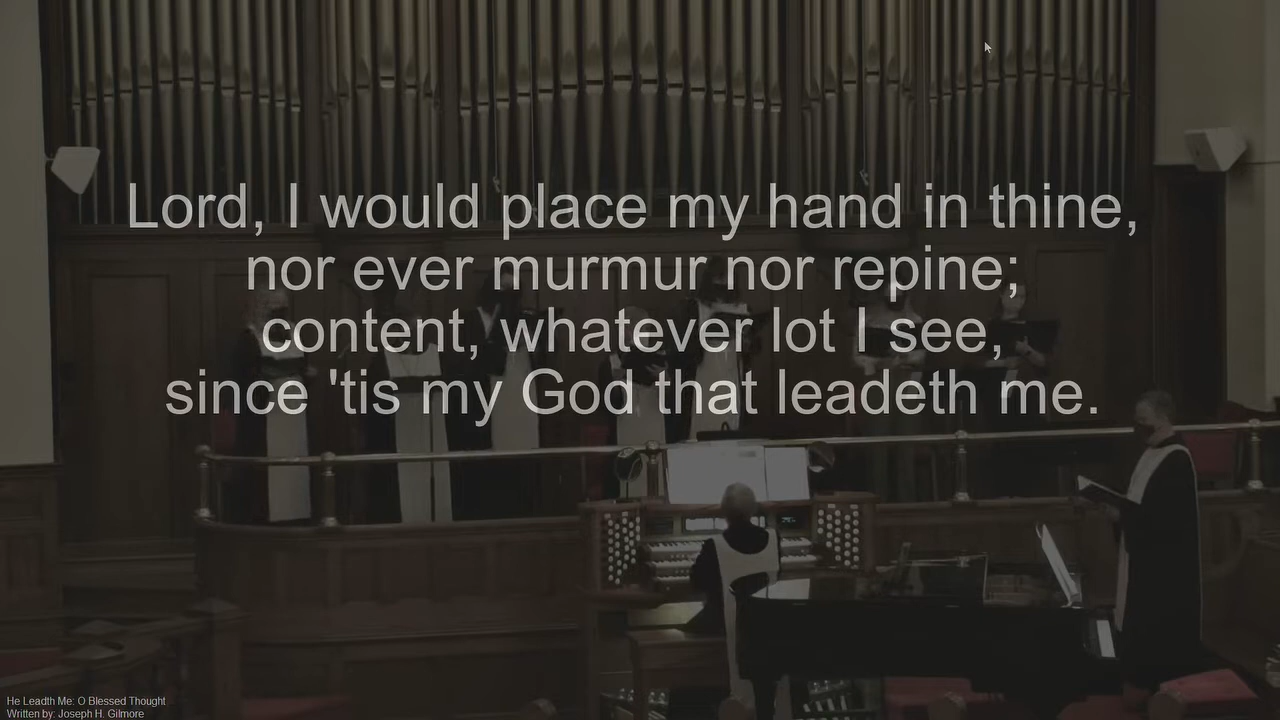 Lord, I would place my hand in thine,
nor ever murmur nor repine;
content, whatever lot I see,
since 'tis my God that leadeth me.
He Leadth Me: O Blessed Thought
Written by: Joseph H. Gilmore